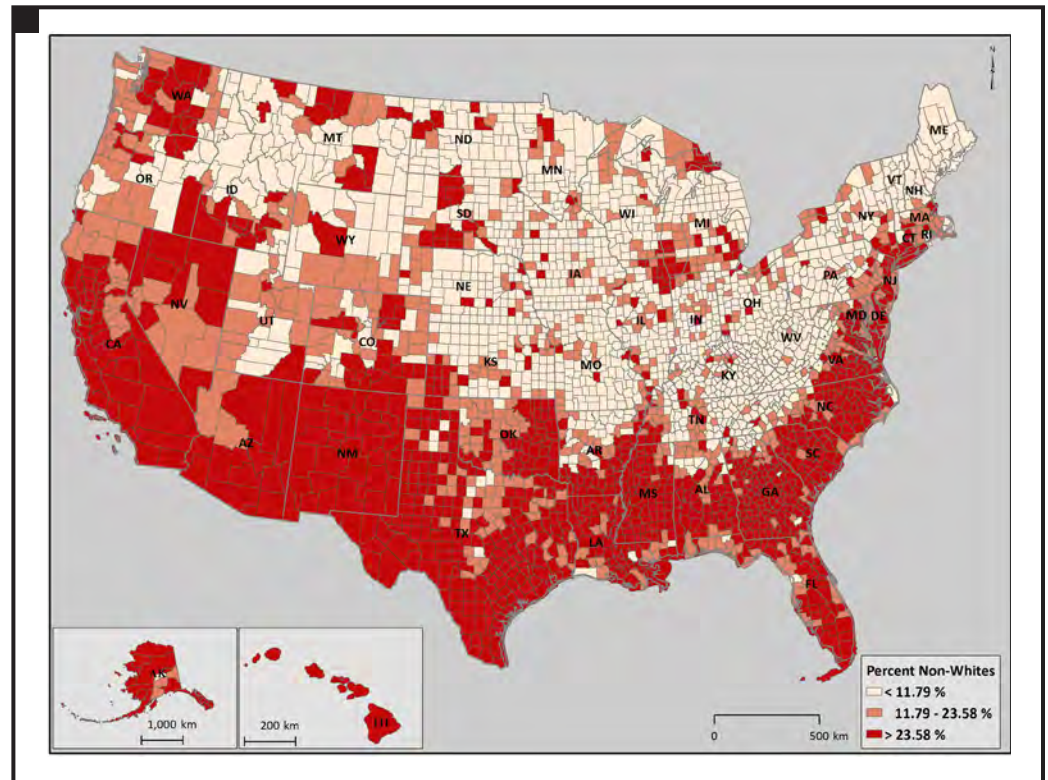 N
WA
MT
ND
MN
ME
VT
NH
OR
ID
SD
WI
MI
NY
MA
CT
RI
WY
IA
PA
NJ
NE
OH
NV
UT
CO
IL
IN
WV
MD
DE
VA
CA
KS
MO
KY
NC
TN
AZ
NM
OK
AR
SC
MS
AL
GA
TX
LA
FL
AK
HI
1,000 km
200 km
0 500 km
Percent Non-Whites
< 11.79 %
11.79 - 23.58 %
> 23.58 %